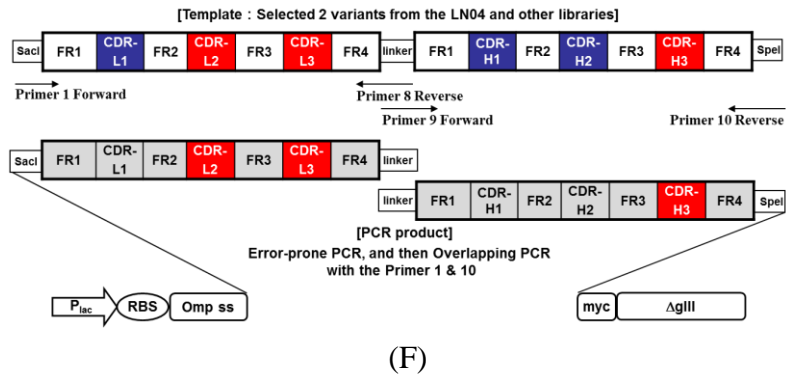 [Template : Selected 2 variants from the LN04 and other libraries]
SacI FR1 CDR-L1 FR2 CDR-L2 FR3 CDR-L3 FR4 linker FR1 CDR-H1 FR2 CDR-H2 FR3 CDR-H3 FR4 SpeI
Primer 1 Forward Primer 8 Reverse
Primer 9 Forward Primer 10 Reverse
SacI FR1 CDR-L1 FR2 CDR-L2 FR3 CDR-L3 FR4 linker
linker FR1 CDR-H1 FR2 CDR-H2 FR3 CDR-H3 FR4 SpeI
[PCR product]
Error-prone PCR, and then Overlapping PCR
with the Primer 1 & 10
Plac RBS Omp ss myc ΔgIII
(F)